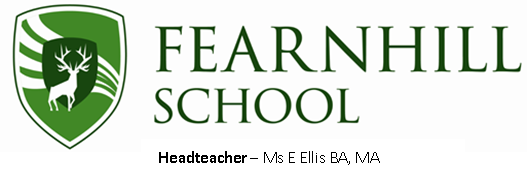 FEARNHILL
SCHOOL
Headteacher – Ms E Ellis BA, MA